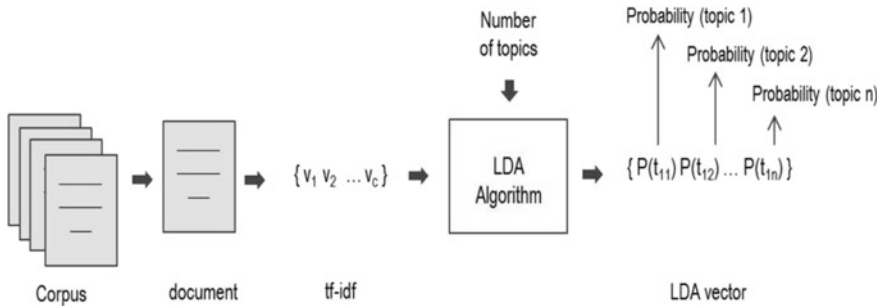 Number
of topics
Probability (topic 1)
Probability (topic 2)
Probability (topic n)
{ v₁ v₂ ... v꜀ }
LDA
Algorithm
{ P(t₁₁) P(t₁₂) ... P(t₁ₙ) }
Corpus
document
tf-idf
LDA vector